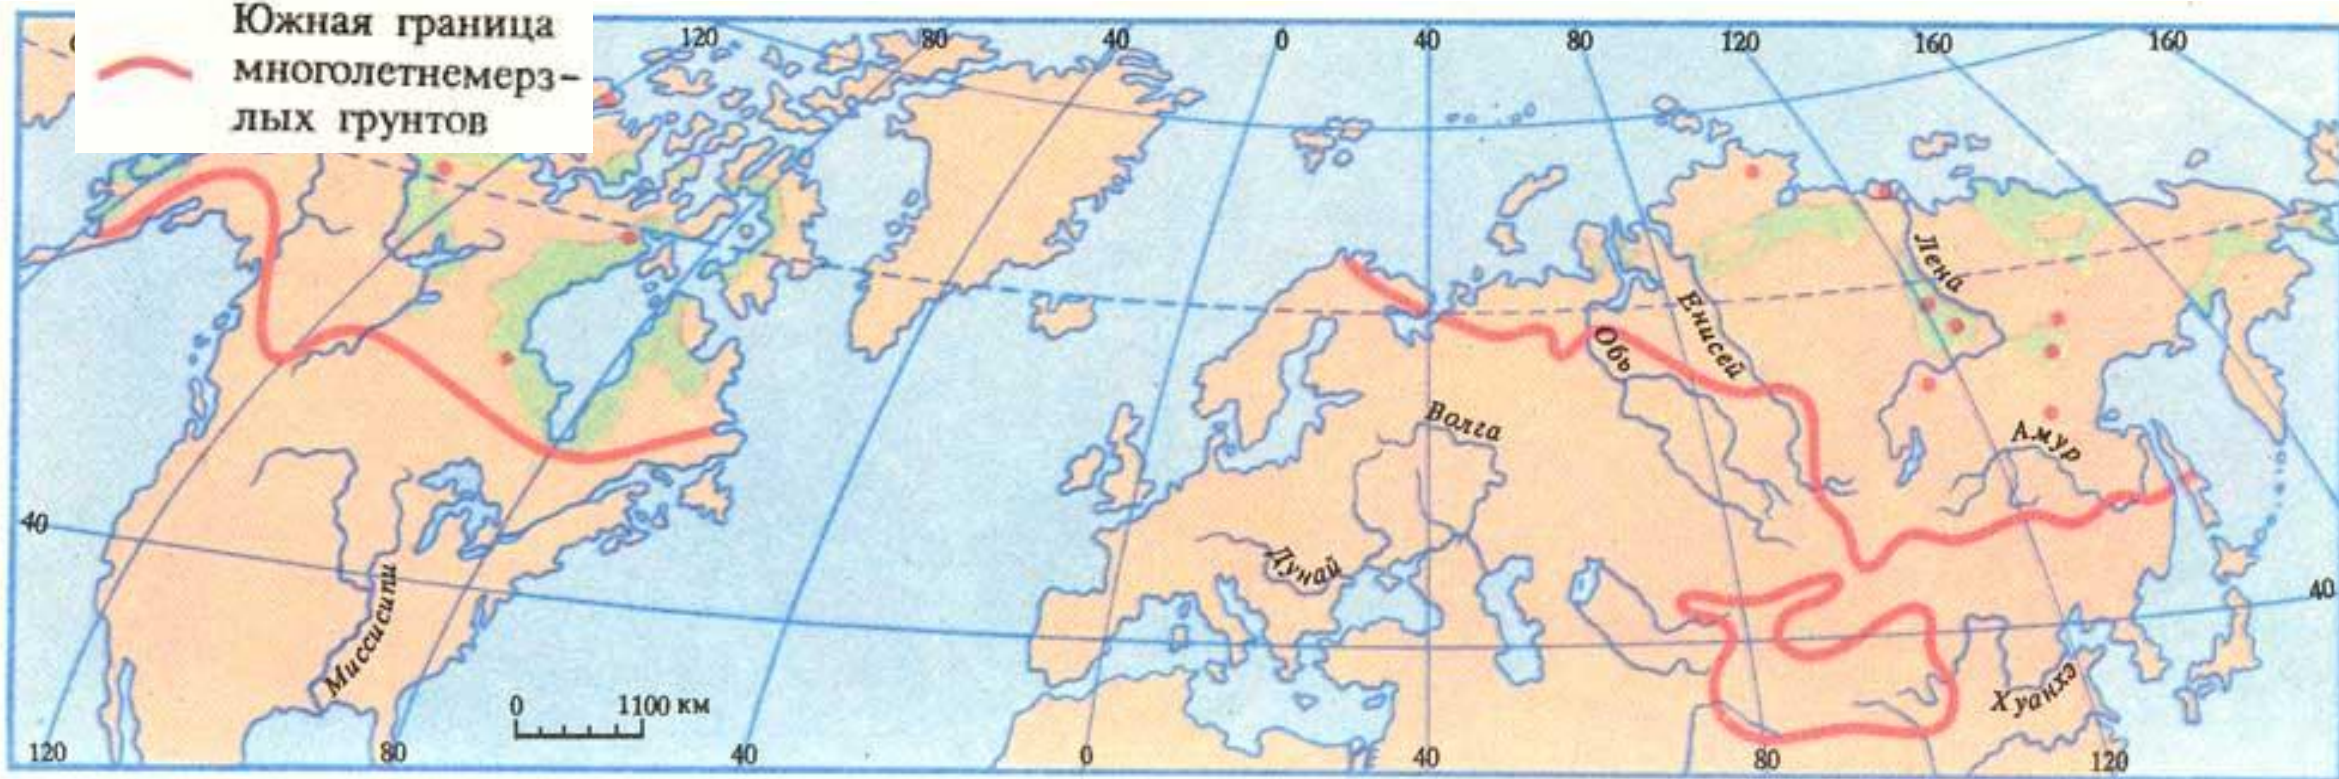 Южная граница
многолетнемерз-
лых грунтов
120
80
40
0
40
80
120
160
160
Лена
Енисей
Обь
Волга
Амур
40
Дунай
Миссисипи
40
Хуанхэ
0
1100 км
120
80
40
0
40
80
120